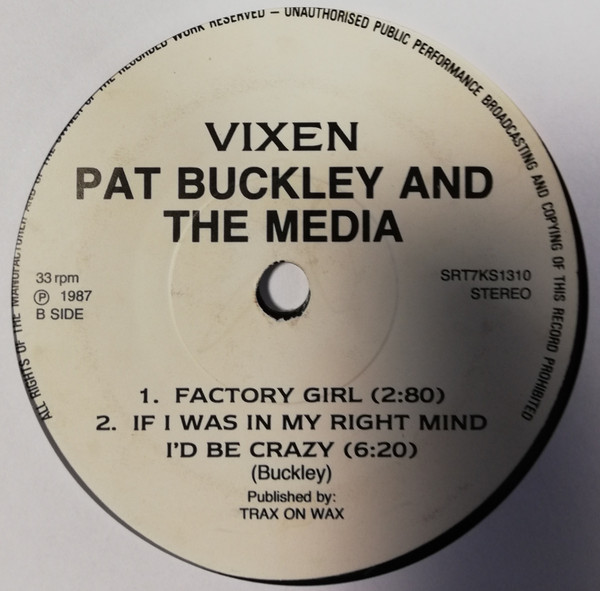 ALL RIGHTS OF THE MANUFACTURER AND OF THE OWNER OF THE RECORDED WORK RESERVED – UNAUTHORISED PUBLIC PERFORMANCE BROADCASTING AND COPYING OF THIS RECORD PROHIBITED
VIXEN
PAT BUCKLEY AND
THE MEDIA
33 rpm
Ⓟ 1987
B SIDE
SRT7KS1310
STEREO
1. FACTORY GIRL (2:80)
2. IF I WAS IN MY RIGHT MIND
I'D BE CRAZY (6:20)
(Buckley)
Published by:
TRAX ON WAX